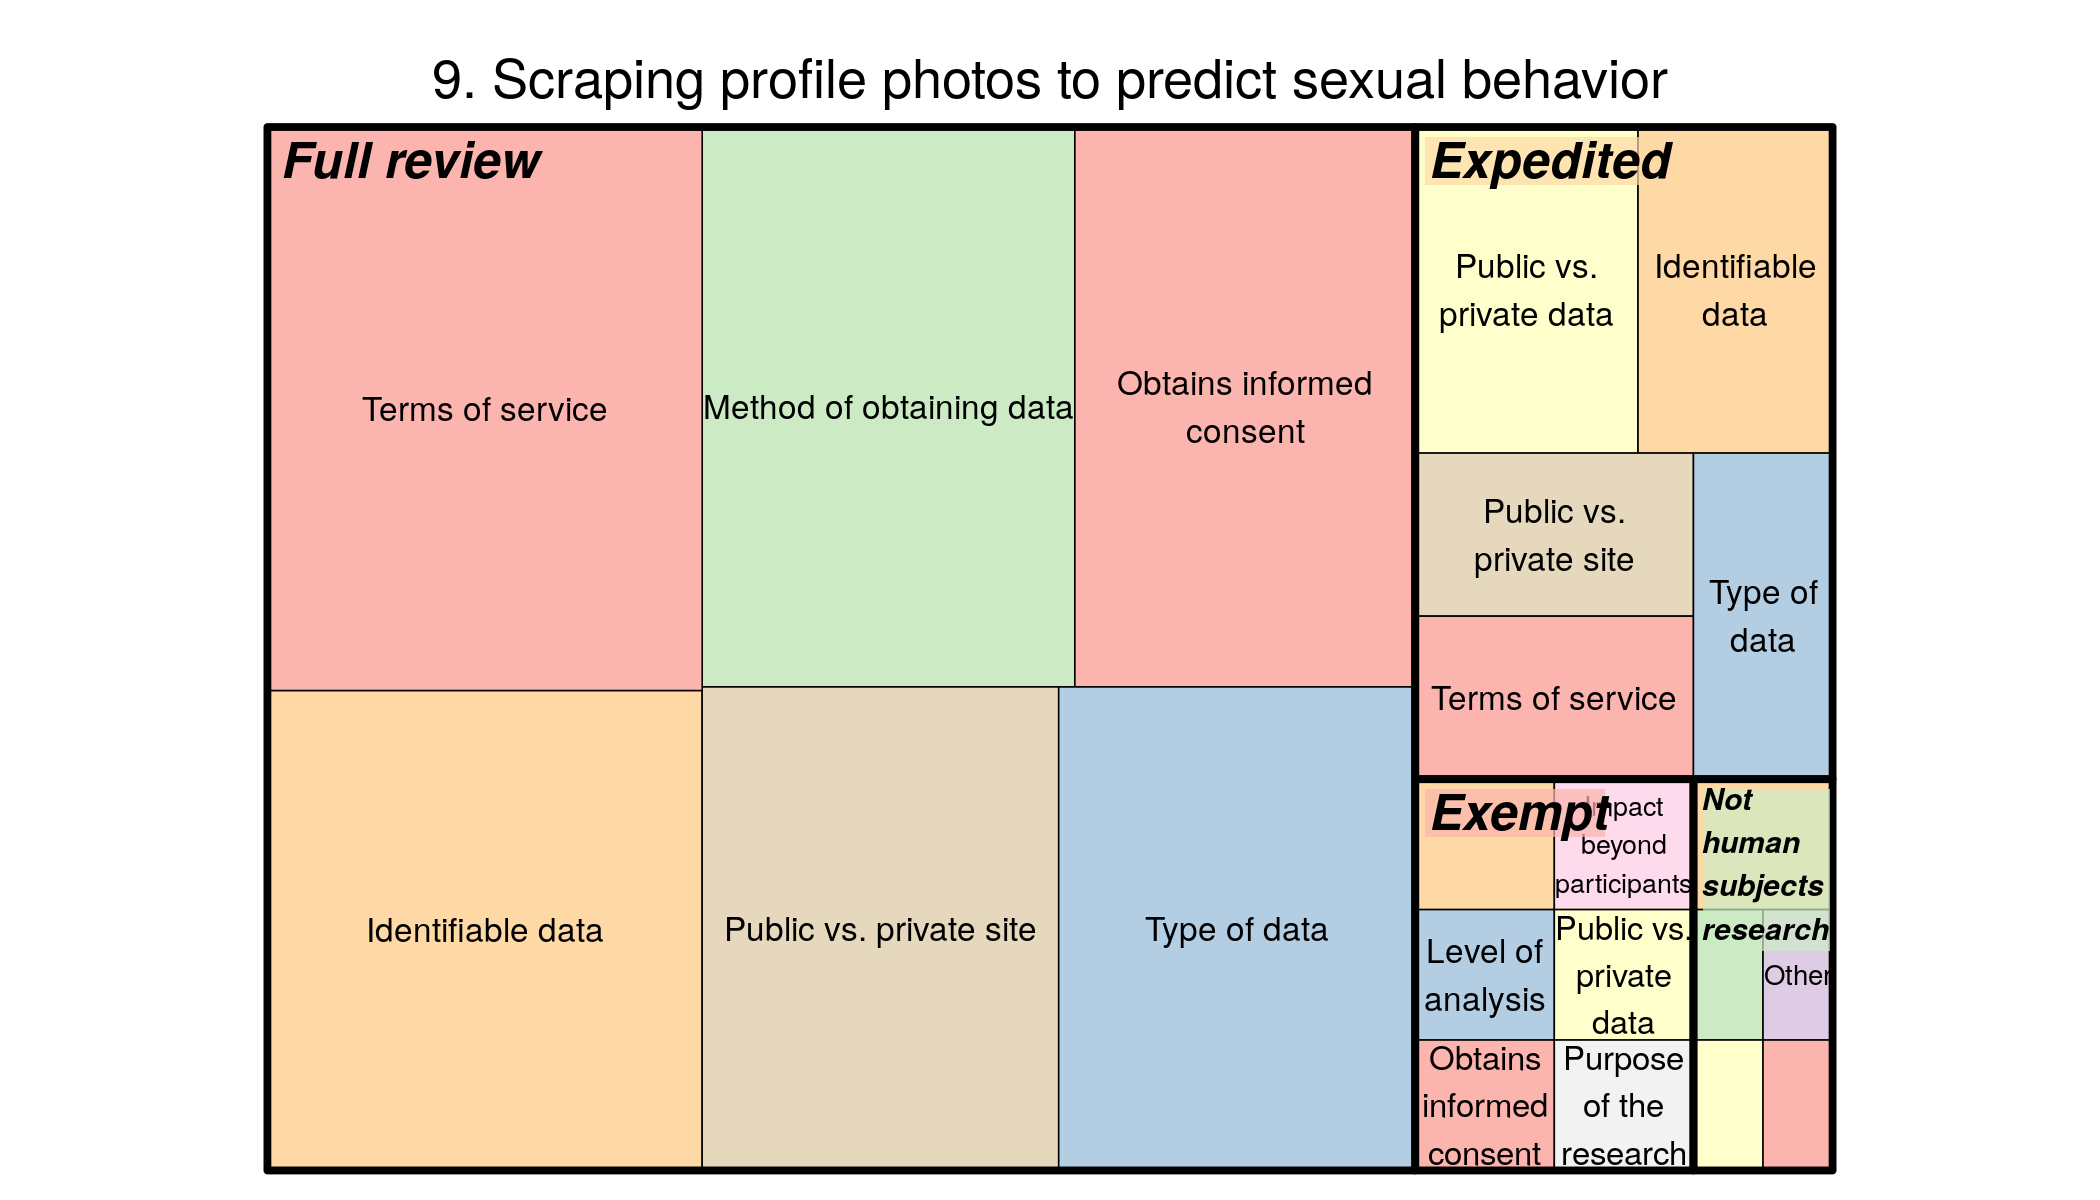 9. Scraping profile photos to predict sexual behavior
Full review
Terms of service
Method of obtaining data
Obtains informed
consent
Identifiable data
Public vs. private site
Type of data
Expedited
Public vs.
private data
Identifiable
data
Public vs.
private site
Type of
data
Terms of service
Exempt
Impact
beyond
participants
Level of
analysis
Public vs.
private
data
Obtains
informed
consent
Purpose
of the
research
Not
human
subjects
research
Other